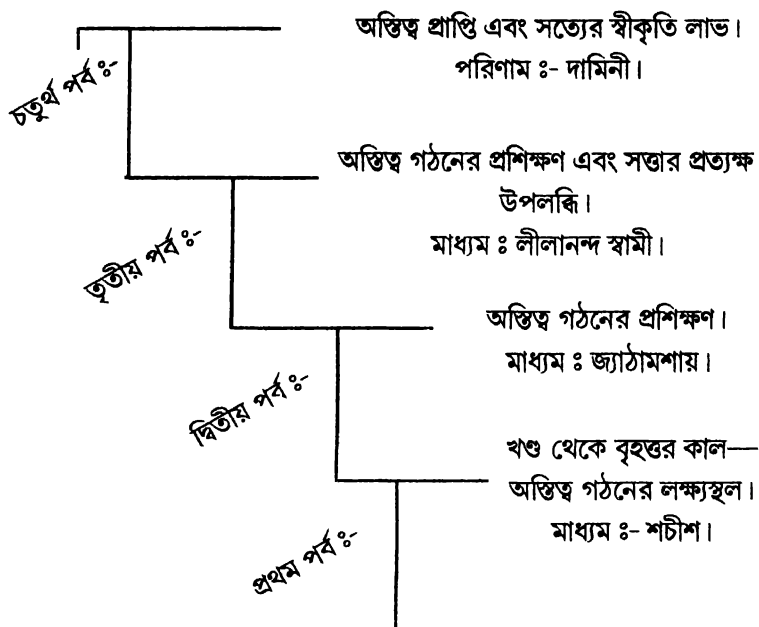 অস্তিত্ব প্রাপ্তি এবং সত্যের স্বীকৃতি লাভ।
পরিণাম ঃ- দামিনী।
চতুর্থ পর্ব ঃ-
অস্তিত্ব গঠনের প্রশিক্ষণ এবং সত্তার প্রত্যক্ষ
উপলব্ধি।
মাধ্যম ঃ লীলানন্দ স্বামী।
তৃতীয় পর্ব ঃ-
অস্তিত্ব গঠনের প্রশিক্ষণ।
মাধ্যম ঃ জ্যাঠামশায়।
দ্বিতীয় পর্ব ঃ-
খণ্ড থেকে বৃহত্তর কাল—
অস্তিত্ব গঠনের লক্ষ্যস্থল।
মাধ্যম ঃ- শচীশ।
প্রথম পর্ব ঃ-